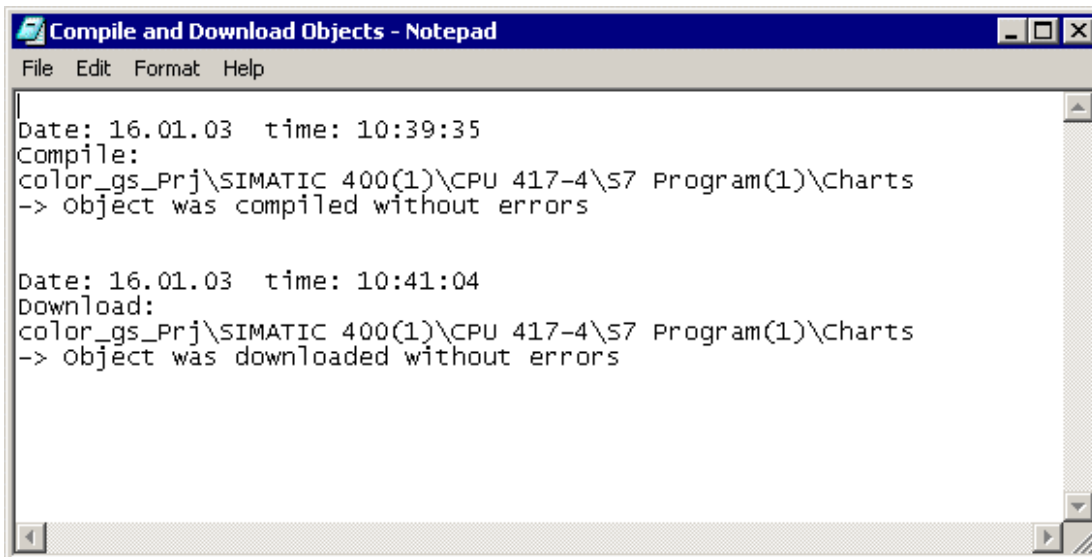 Compile and Download Objects - Notepad
File Edit Format Help
Date: 16.01.03  time: 10:39:35
Compile:
color_gs_Prj\SIMATIC 400(1)\CPU 417-4\S7 Program(1)\Charts
-> Object was compiled without errors
Date: 16.01.03  time: 10:41:04
Download:
color_gs_Prj\SIMATIC 400(1)\CPU 417-4\S7 Program(1)\Charts
-> Object was downloaded without errors